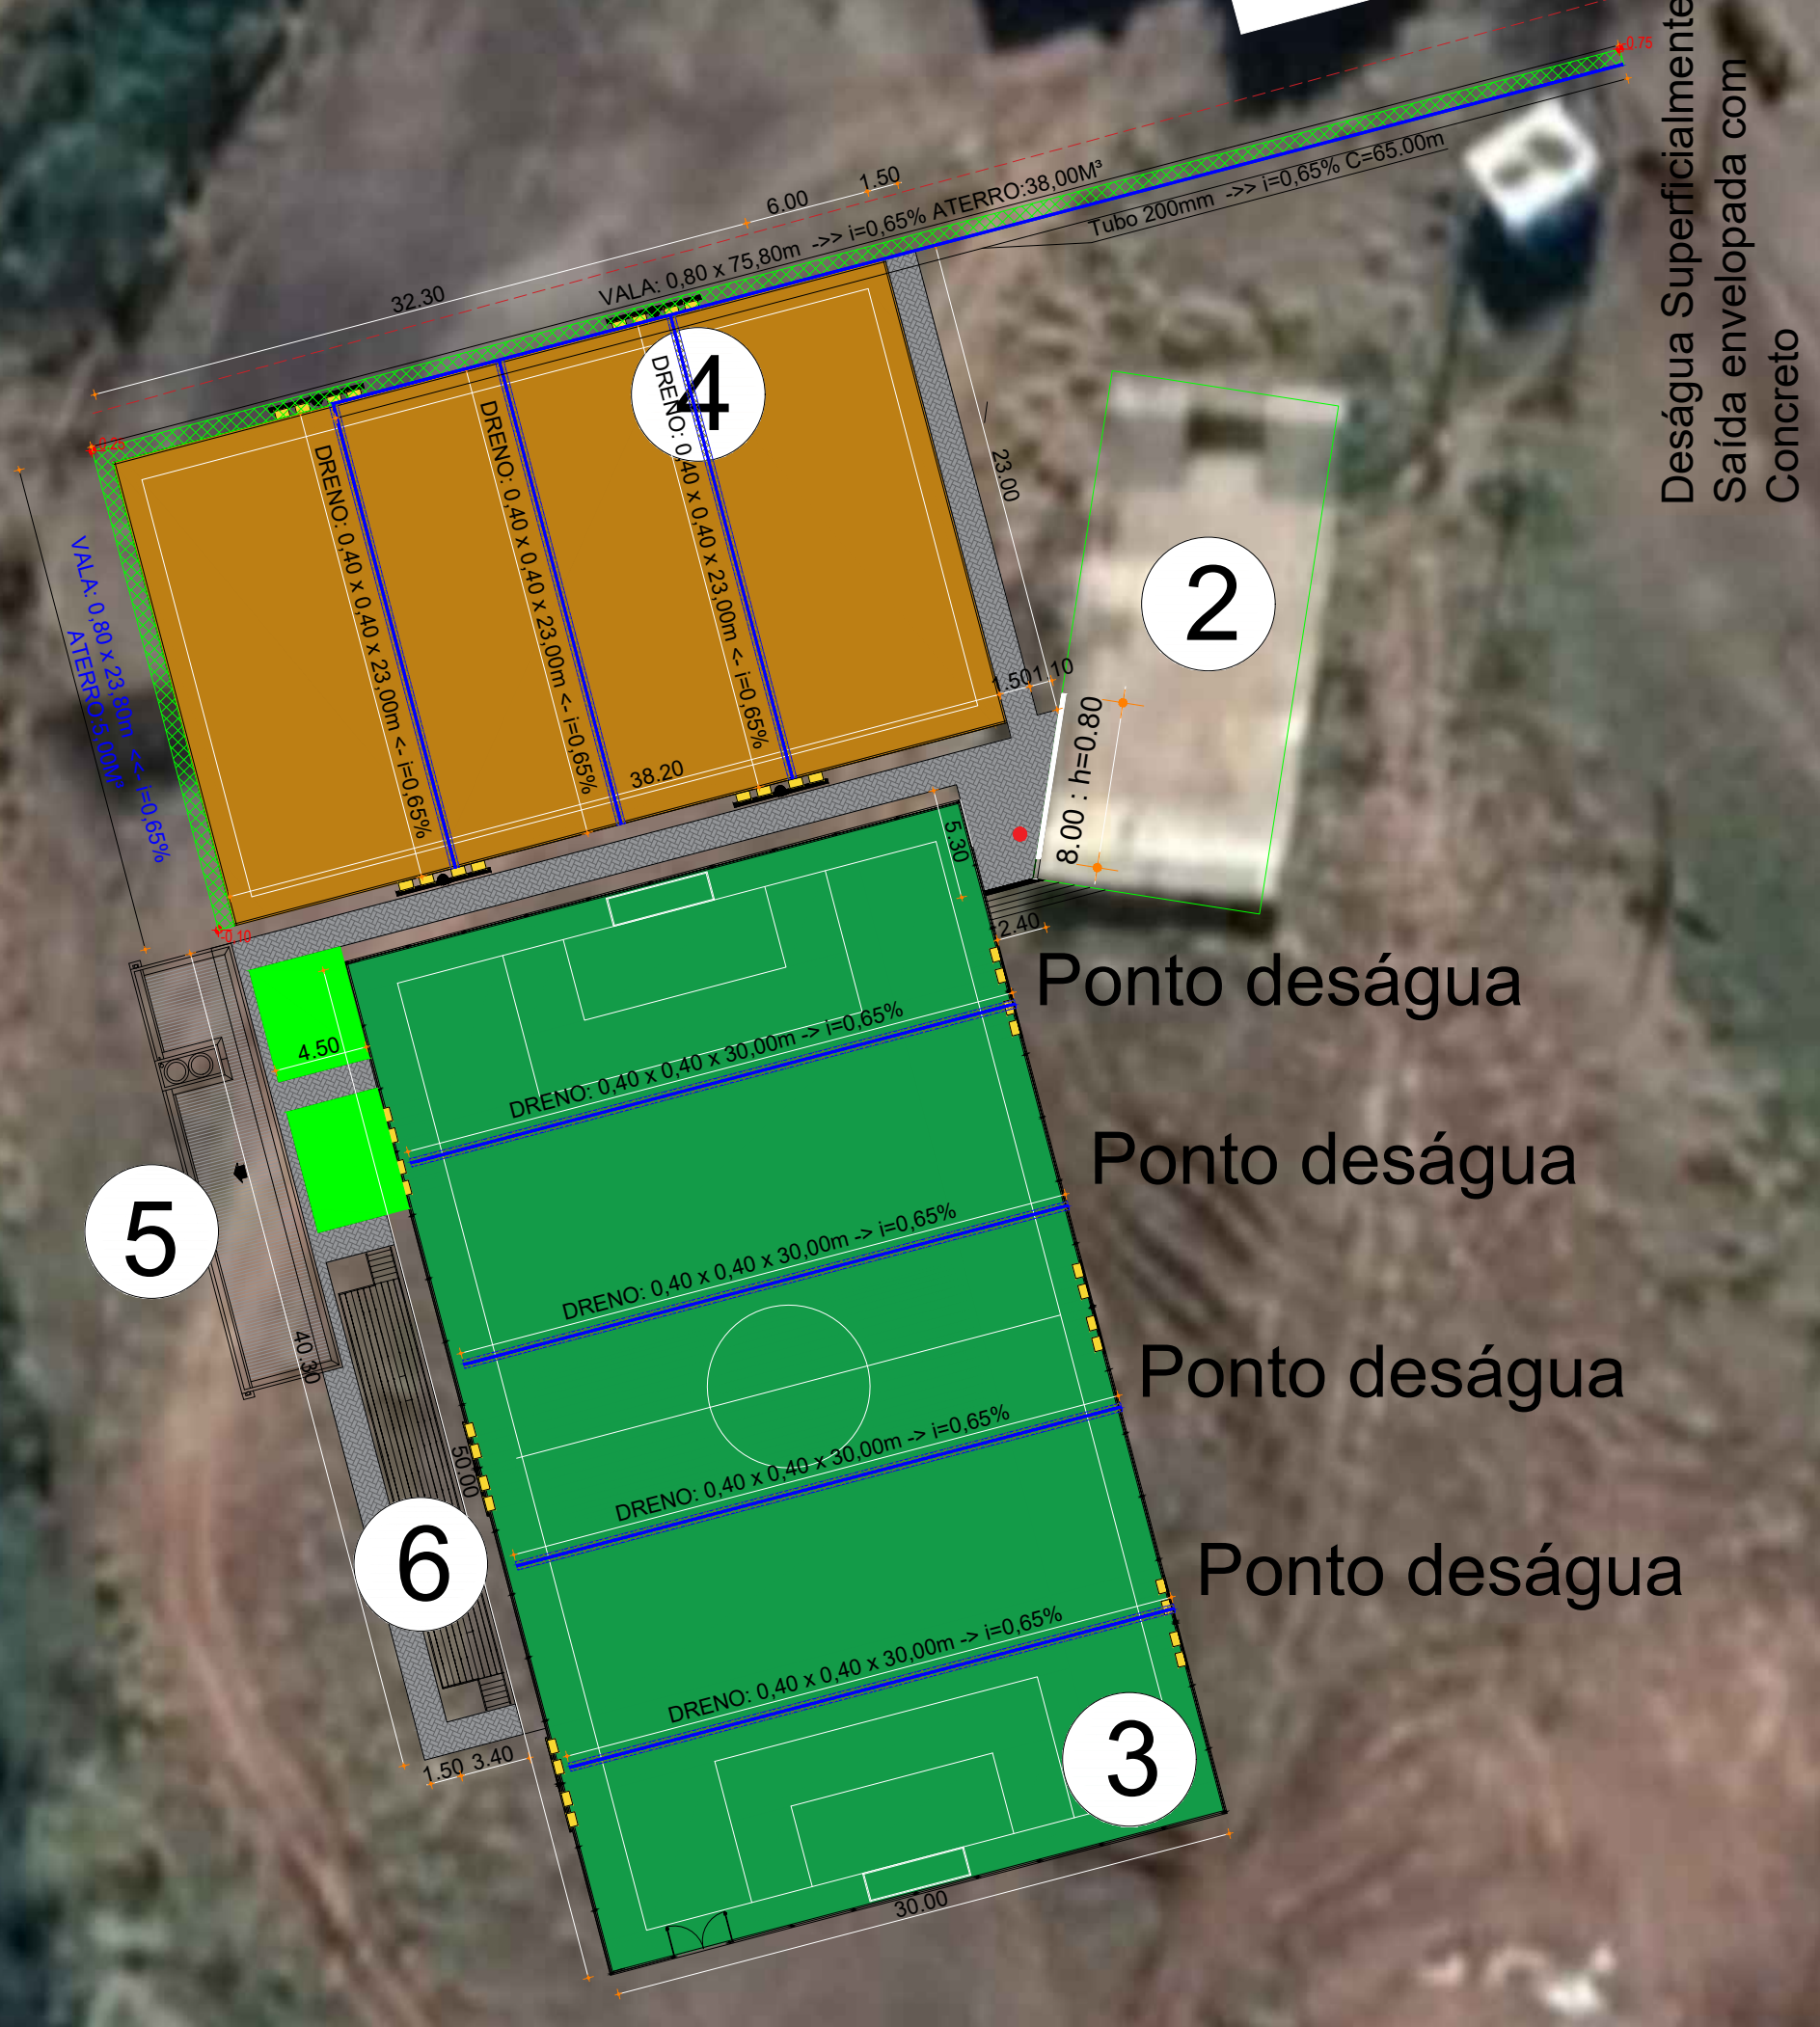 -0.75
Deságua Superficialmente
Saída envelopada com
Concreto
1.50
6.00
32.30
VALA: 0,80 x 75,80m ->> i=0,65% ATERRO:38,00M³
Tubo 200mm ->> i=0,65% C=65.00m
4
DRENO: 0,40 x 0,40 x 23,00m <- i=0,65%
DRENO: 0,40 x 0,40 x 23,00m <- i=0,65%
DRENO: 0,40 x 0,40 x 23,00m <- i=0,65%
23.00
2
VALA: 0,80 x 23,80m <<- i=0,65%
ATERRO:5,00M³
1.50
1.10
8.00 : h=0.80
38.20
5.30
-0.10
2.40
Ponto deságua
4.50
DRENO: 0,40 x 0,40 x 30,00m -> i=0,65%
Ponto deságua
5
DRENO: 0,40 x 0,40 x 30,00m -> i=0,65%
Ponto deságua
40.30
DRENO: 0,40 x 0,40 x 30,00m -> i=0,65%
50.00
6
Ponto deságua
DRENO: 0,40 x 0,40 x 30,00m -> i=0,65%
3
1.50
3.40
30.00